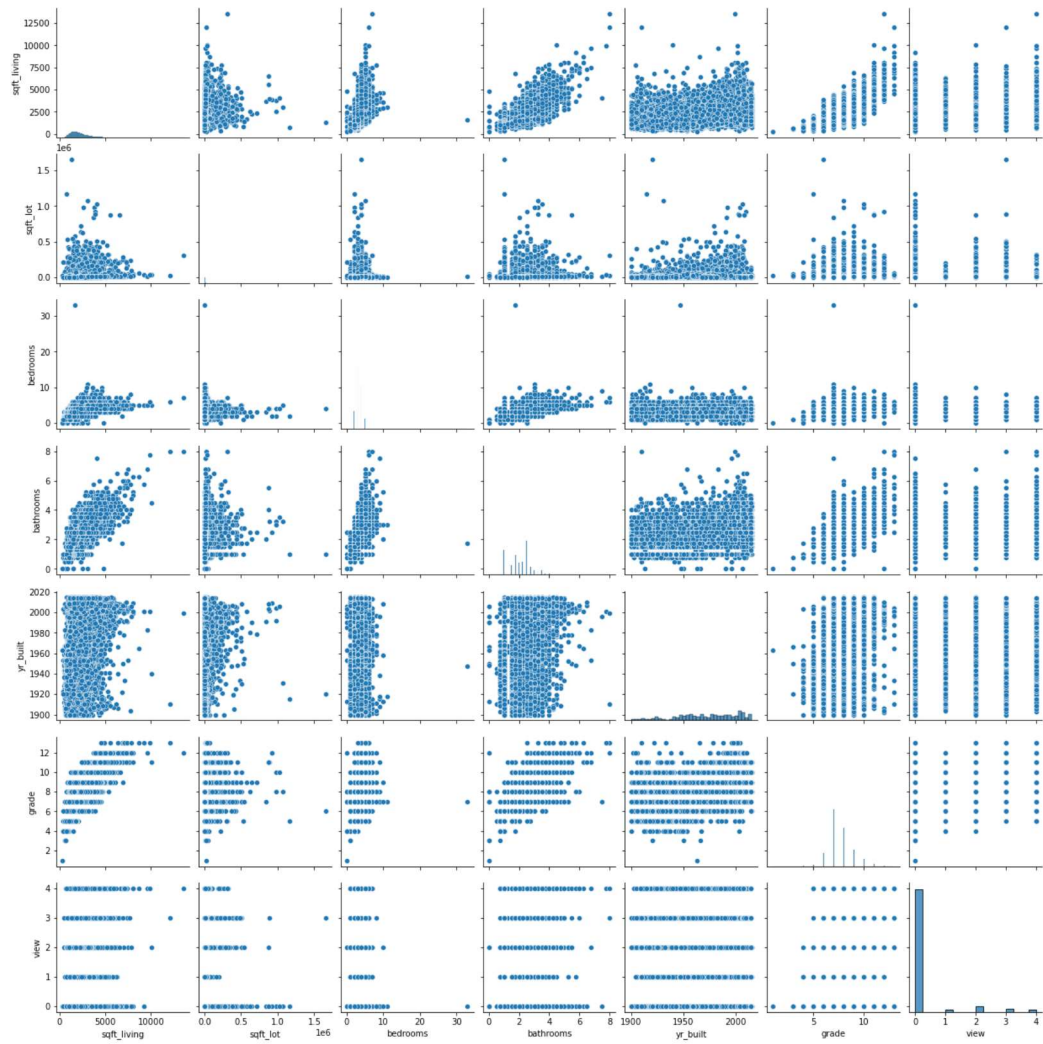 12500
10000
7500
5000
2500
0
sqft_living
1e6
1.5
1.0
0.5
0.0
sqft_lot
30
20
10
0
bedrooms
8
6
4
2
0
bathrooms
2020
2000
1980
1960
1940
1920
1900
yr_built
12
10
8
6
4
2
grade
4
3
2
1
0
view
0 5000 10000
sqft_living
0.0 0.5 1.0 1.5
1e6
sqft_lot
0 10 20 30
bedrooms
0 2 4 6 8
bathrooms
1900 1950 2000
yr_built
5 10
grade
0 1 2 3 4
view